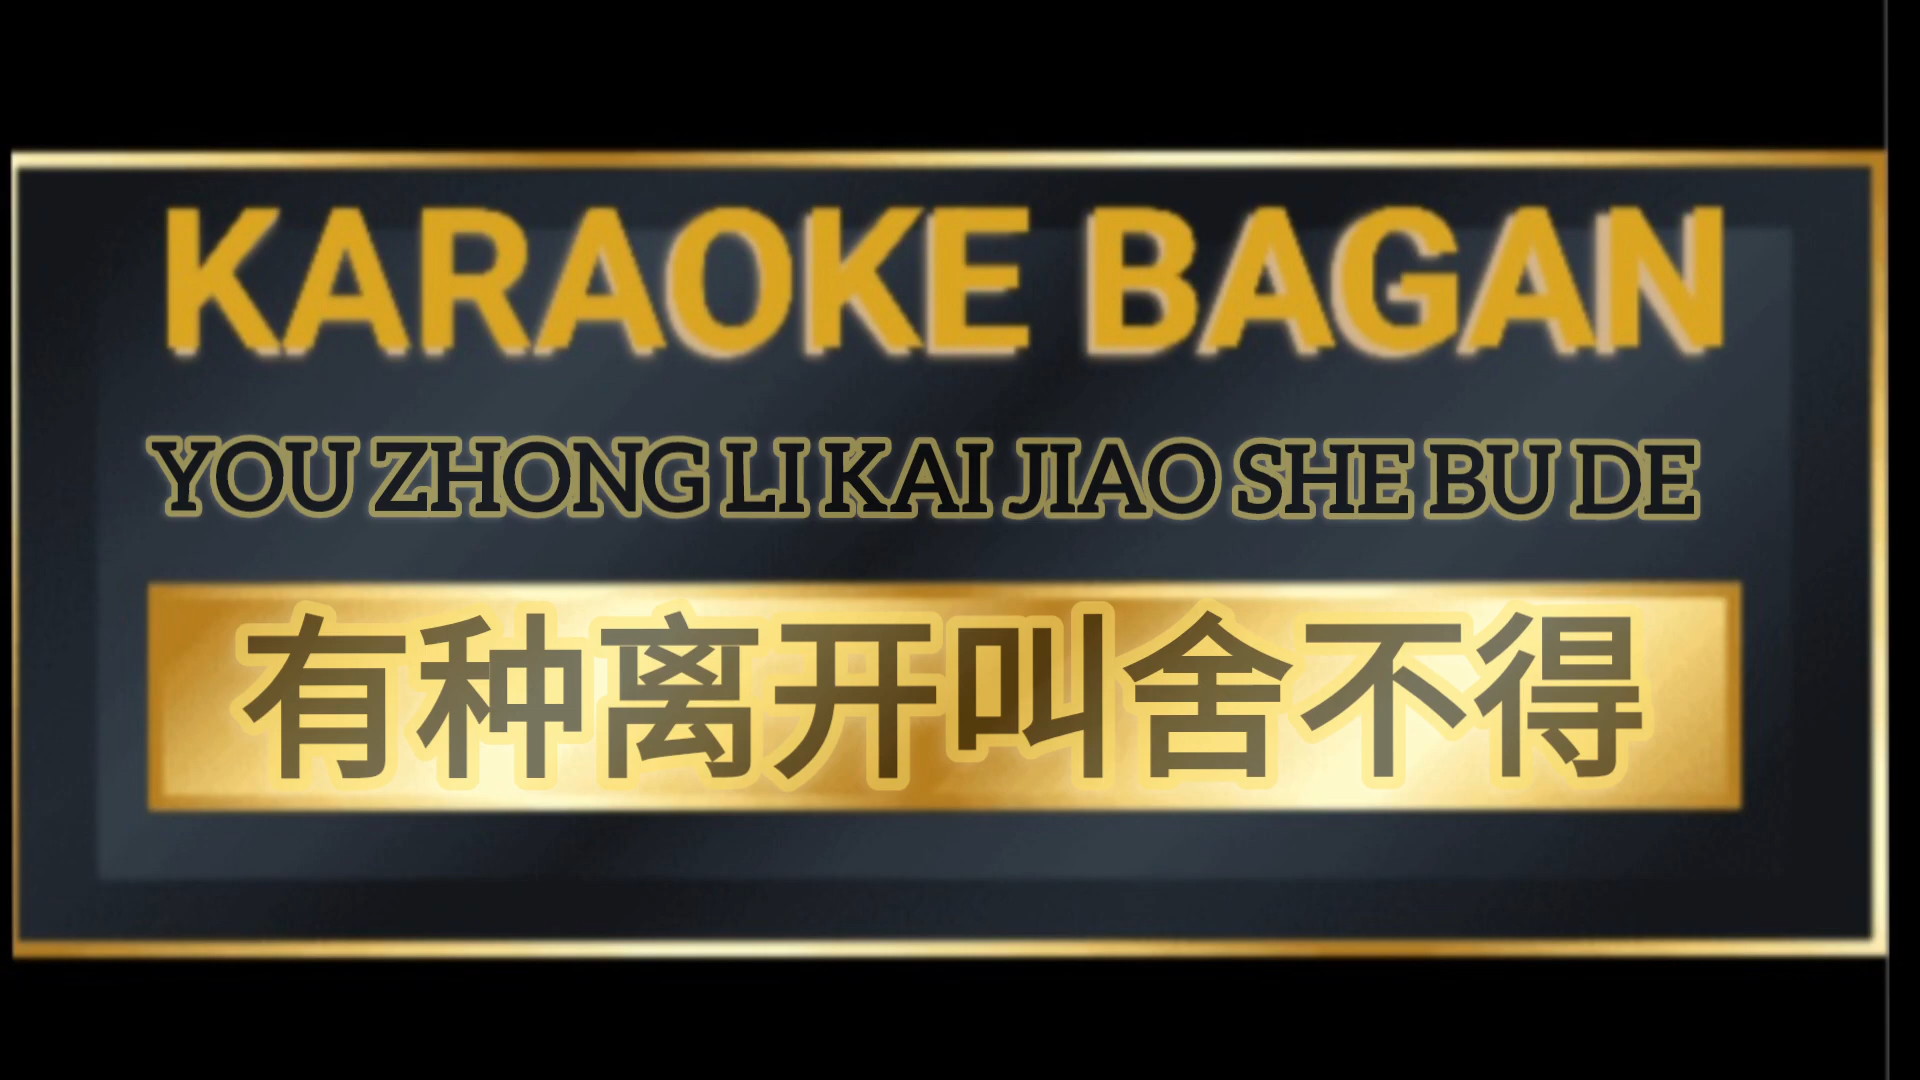 KARAOKE BAGAN
YOU ZHONG LI KAI JIAO SHE BU DE
有种离开叫舍不得